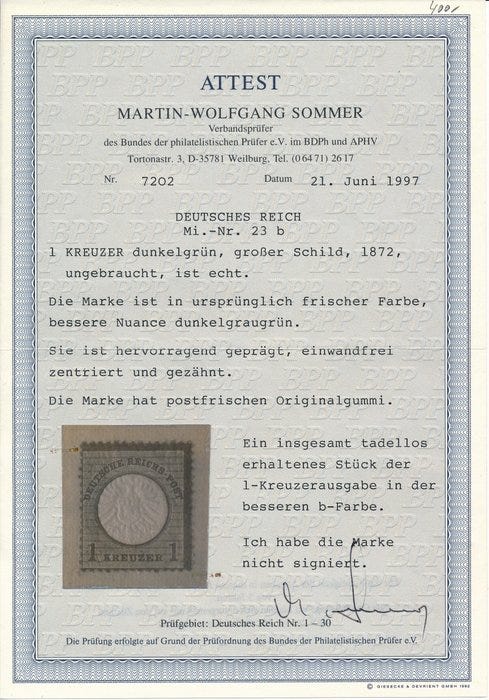 400,-
ATTEST
MARTIN-WOLFGANG SOMMER
Verbandsprüfer
des Bundes der philatelistischen Prüfer e.V. im BDPh und APHV
Tortonastr. 3, D-35781 Weilburg, Tel. (0 64 71) 26 17
Nr. 7202 Datum 21. Juni 1997
DEUTSCHES REICH
Mi.-Nr. 23 b
1 KREUZER dunkelgrün, großer Schild, 1872,
ungebraucht, ist echt.
Die Marke ist in ursprünglich frischer Farbe,
bessere Nuance dunkelgraugrün.
Sie ist hervorragend geprägt, einwandfrei
zentriert und gezähnt.
Die Marke hat postfrischen Originalgummi.
DEUTSCHE REICHS-POST
1 KREUZER 1
Ein insgesamt tadellos
erhaltenes Stück der
1-Kreuzerausgabe in der
besseren b-Farbe.
Ich habe die Marke
nicht signiert.
Prüfgebiet: Deutsches Reich Nr. 1 – 30
Die Prüfung erfolgte auf Grund der Prüfordnung des Bundes der Philatelistischen Prüfer e.V.
© GIESECKE & DEVRIENT GMBH 1992